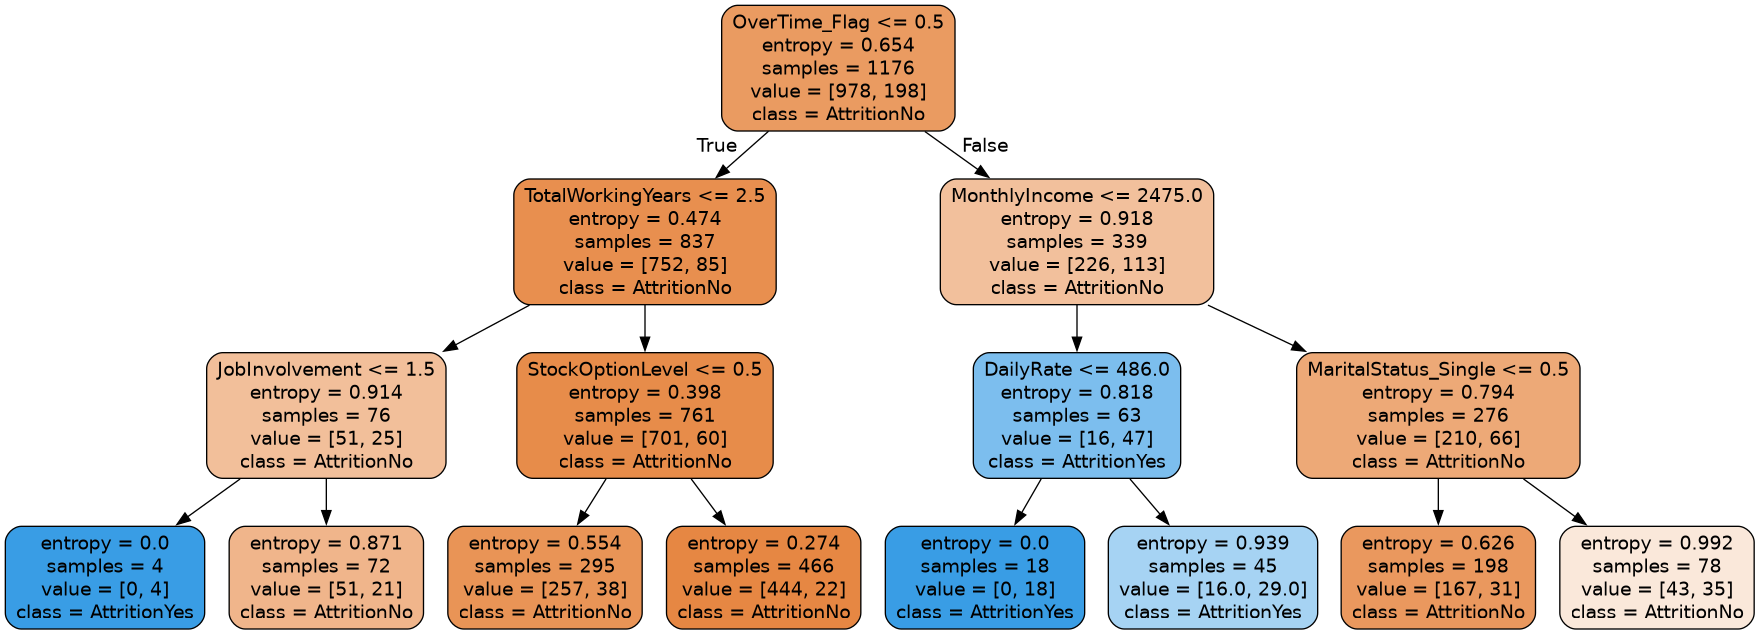 OverTime_Flag <= 0.5
entropy = 0.654
samples = 1176
value = [978, 198]
class = AttritionNo
True
False
TotalWorkingYears <= 2.5
entropy = 0.474
samples = 837
value = [752, 85]
class = AttritionNo
MonthlyIncome <= 2475.0
entropy = 0.918
samples = 339
value = [226, 113]
class = AttritionNo
JobInvolvement <= 1.5
entropy = 0.914
samples = 76
value = [51, 25]
class = AttritionNo
StockOptionLevel <= 0.5
entropy = 0.398
samples = 761
value = [701, 60]
class = AttritionNo
DailyRate <= 486.0
entropy = 0.818
samples = 63
value = [16, 47]
class = AttritionYes
MaritalStatus_Single <= 0.5
entropy = 0.794
samples = 276
value = [210, 66]
class = AttritionNo
entropy = 0.0
samples = 4
value = [0, 4]
class = AttritionYes
entropy = 0.871
samples = 72
value = [51, 21]
class = AttritionNo
entropy = 0.554
samples = 295
value = [257, 38]
class = AttritionNo
entropy = 0.274
samples = 466
value = [444, 22]
class = AttritionNo
entropy = 0.0
samples = 18
value = [0, 18]
class = AttritionYes
entropy = 0.939
samples = 45
value = [16.0, 29.0]
class = AttritionYes
entropy = 0.626
samples = 198
value = [167, 31]
class = AttritionNo
entropy = 0.992
samples = 78
value = [43, 35]
class = AttritionNo